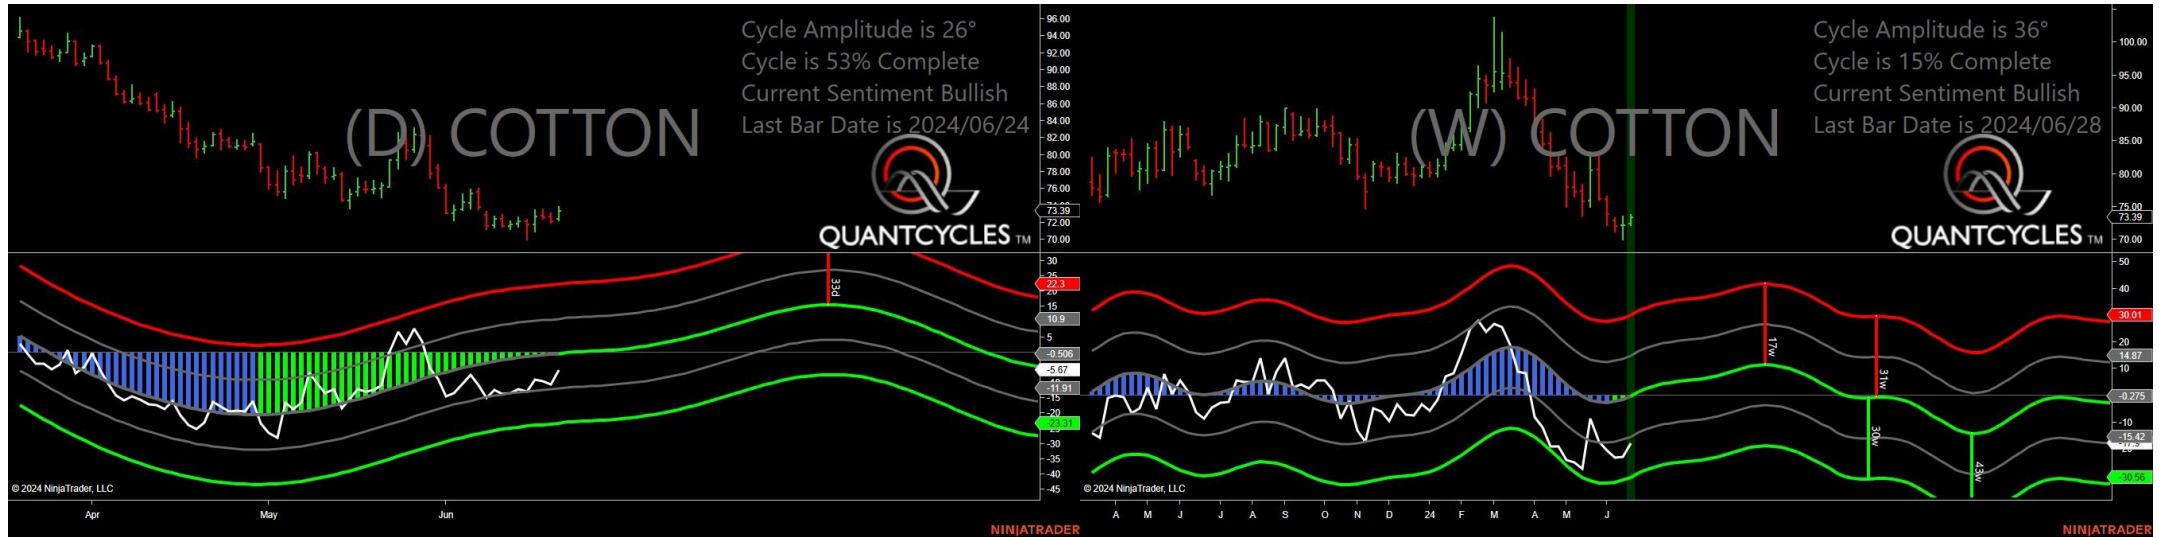 Cycle Amplitude is 26°
Cycle is 53% Complete
Current Sentiment Bullish
Last Bar Date is 2024/06/24
(D) COTTON
QUANTCYCLES TM
96.00
94.00
92.00
90.00
88.00
86.00
84.00
82.00
80.00
78.00
76.00
73.39
72.00
70.00
33d
30
22.3
20
15
10.9
5
-0.506
-5.67
-11.91
-15
-20
-23.31
-30
-35
-40
-45
© 2024 NinjaTrader, LLC
Apr
May
Jun
NINJATRADER
Cycle Amplitude is 36°
Cycle is 15% Complete
Current Sentiment Bullish
Last Bar Date is 2024/06/28
(W) COTTON
QUANTCYCLES TM
100.00
95.00
90.00
85.00
80.00
75.00
73.39
70.00
17w
31w
30w
43w
50
40
30.01
14.87
10
-0.275
-10
-15.42
-30.56
© 2024 NinjaTrader, LLC
A M J J A S O N D 24 F M A M J
NINJATRADER